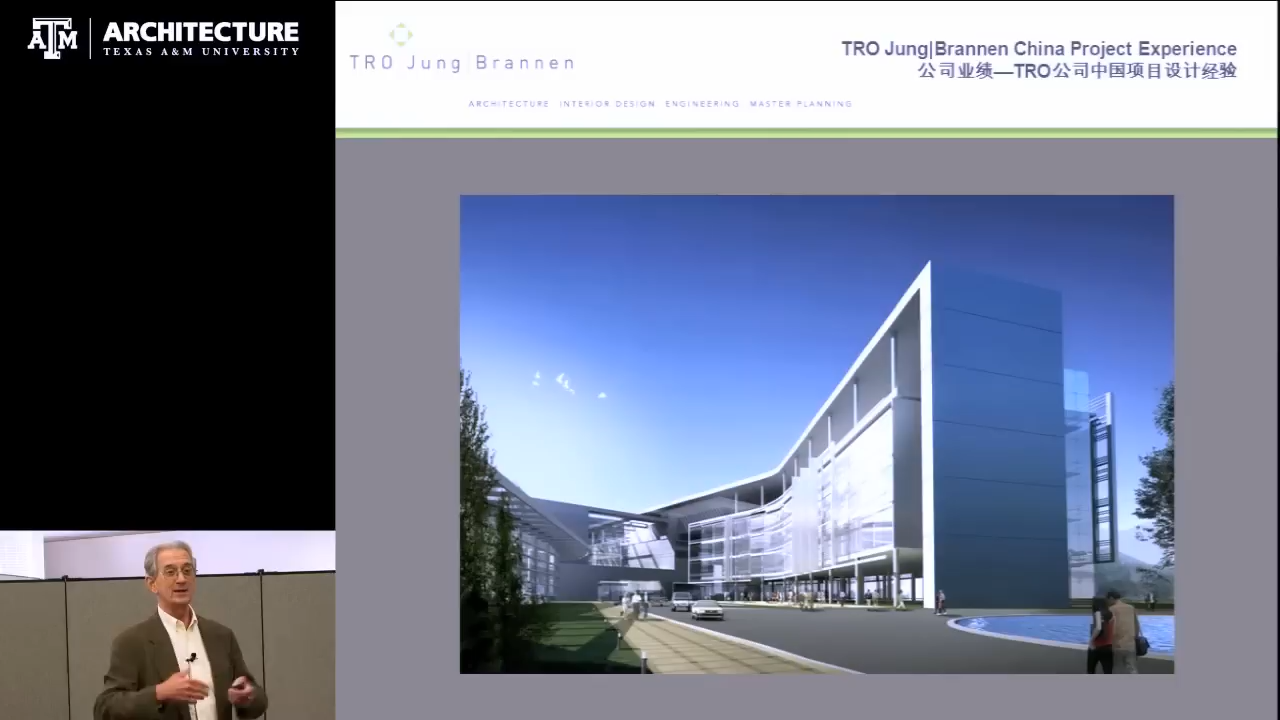 ARCHITECTURE
TEXAS A&M UNIVERSITY
TRO Jung|Brannen
ARCHITECTURE INTERIOR DESIGN ENGINEERING MASTER PLANNING
TRO Jung|Brannen China Project Experience
公司业绩—TRO公司中国项目设计经验